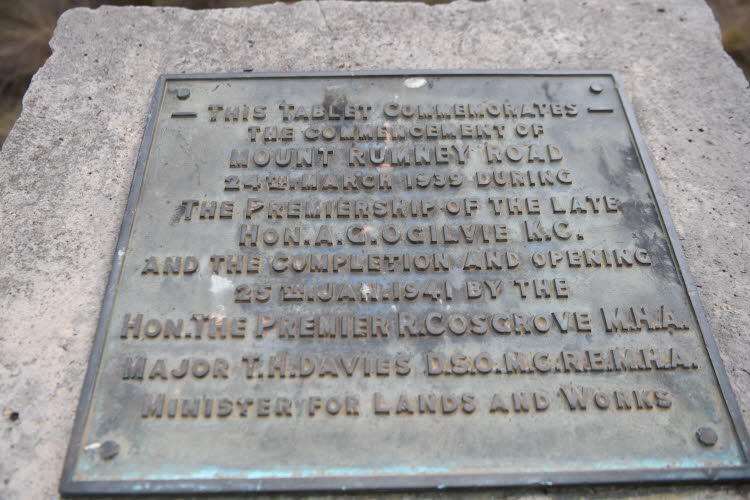 — THIS TABLET COMMEMORATES —
THE COMMENCEMENT OF
MOUNT RUMNEY ROAD
24TH. MARCH 1939 DURING
THE PREMIERSHIP OF THE LATE
HON. A.G. OGILVIE K.C.
AND THE COMPLETION AND OPENING
25TH. JAN. 1941 BY THE
HON. THE PREMIER R. COSGROVE M.H.A.
MAJOR T.H. DAVIES D.S.O. M.C. R.E. M.H.A.
MINISTER FOR LANDS AND WORKS